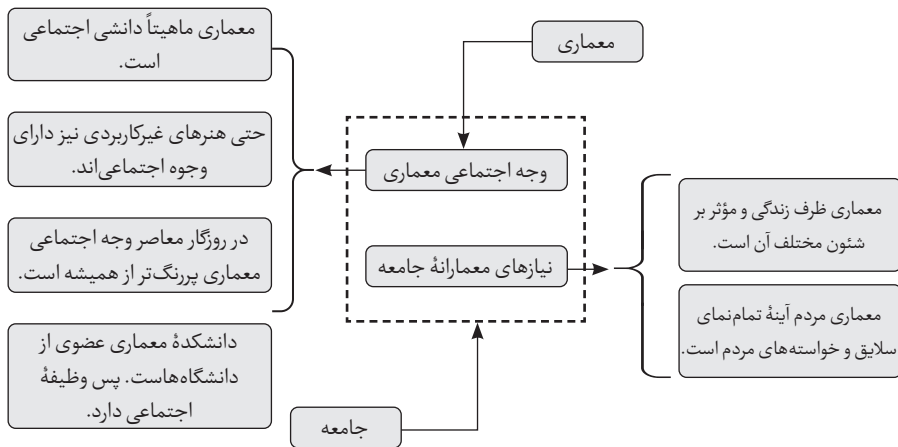 معماری
معماری ماهیتاً دانشی اجتماعی
است.
حتی هنرهای غیرکاربردی نیز دارای
وجوه اجتماعی‌اند.
در روزگار معاصر وجه اجتماعی
معماری پررنگ‌تر از همیشه است.
دانشکدهٔ معماری عضوی از
دانشگاه‌هاست. پس وظیفهٔ
اجتماعی دارد.
وجه اجتماعی معماری
نیازهای معمارانهٔ جامعه
معماری ظرف زندگی و مؤثر بر
شئون مختلف آن است.
معماری مردم آینهٔ تمام‌نمای
سلایق و خواسته‌های مردم است.
جامعه